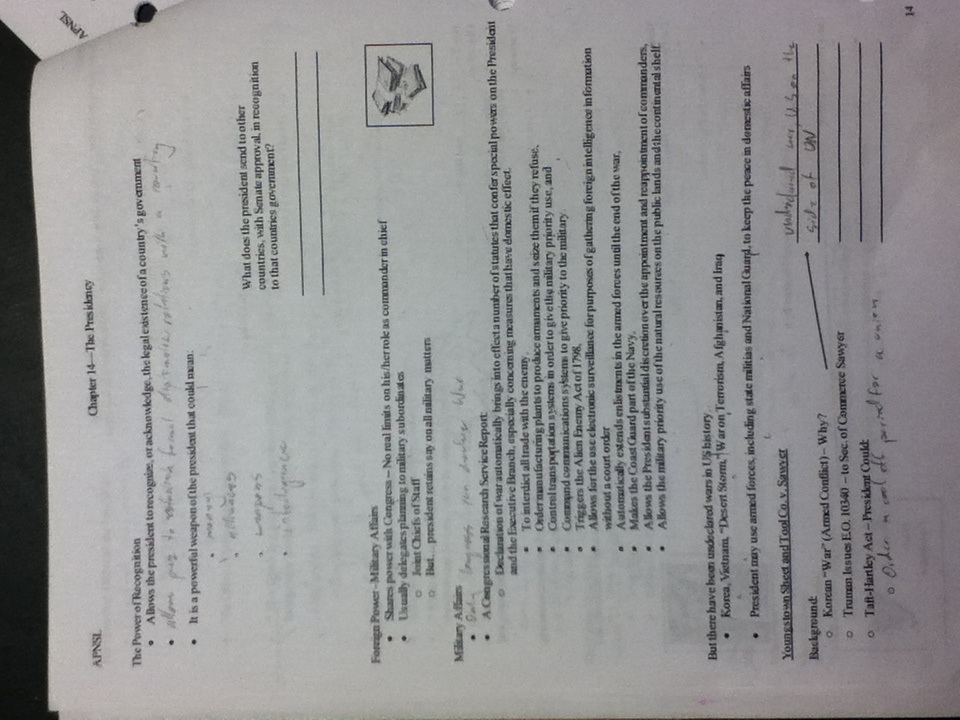 APNSL
Chapter 14—The Presidency
APNSL
The Power of Recognition
• Allows the president to recognize, or acknowledge, the legal existence of a country's government
• allows prez to establish formal diplomatic relations with a country
• It is a powerful weapon of the president that could mean:
• money
• alliances
• weapons
• intelligence
What does the president send to other
countries, with Senate approval, in recognition
to that countries government?
Foreign Power–Military Affairs
• Shares power with Congress – No real limits on his/her role as commander in chief
• Usually delegates planning to military subordinates
o Joint Chiefs of Staff
o But... president retains say on all military matters
Military Affairs
• Only Congress can declare War
• A Congressional Research Service Report:
o Declaration of war automatically brings into effect a number of statutes that confer special powers on the President
and the Executive Branch, especially concerning measures that have domestic effect.
• To interdict all trade with the enemy,
• Order manufacturing plants to produce armaments and seize them if they refuse,
• Control transportation systems in order to give the military priority use, and
• Command communications systems to give priority to the military
• Triggers the Alien Enemy Act of 1798,
• Allows for the use electronic surveillance for purposes of gathering foreign intelligence information
without a court order
• Automatically extends enlistments in the armed forces until the end of the war,
• Makes the Coast Guard part of the Navy,
• Allows the President substantial discretion over the appointment and reappointment of commanders,
• Allows the military priority use of the natural resources on the public lands and the continental shelf.
But there have been undeclared wars in US history
• Korea, Vietnam, "Desert Storm," War on Terrorism, Afghanistan, and Iraq
• President may use armed forces, including state militias and National Guard, to keep the peace in domestic affairs
Youngstown Sheet and Tool Co. v. Sawyer
Background:
o Korean "War" (Armed Conflict) – Why?
undeclared war, US on the
side of UN
o Truman Issues E.O. 10340 – to Sec. of Commerce Sawyer
o Taft-Hartley Act – President Could:
o Order a cool off period for a union
14